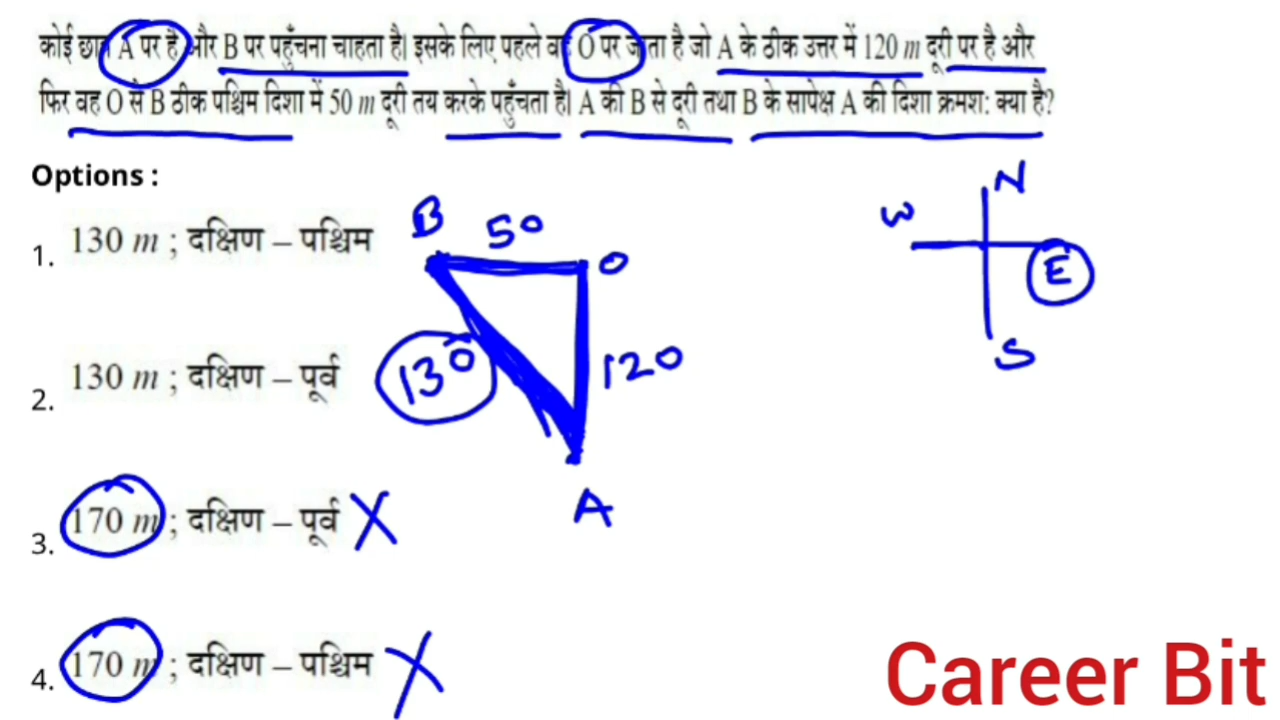 कोई छात्र A पर है और B पर पहुँचना चाहता है। इसके लिए पहले वह O पर जाता है जो A के ठीक उत्तर में 120 m दूरी पर है और
फिर वह O से B ठीक पश्चिम दिशा में 50 m दूरी तय करके पहुँचता है। A की B से दूरी तथा B के सापेक्ष A की दिशा क्रमश: क्या है?
Options :
1. 130 m ; दक्षिण – पश्चिम
2. 130 m ; दक्षिण – पूर्व
3. 170 m ; दक्षिण – पूर्व
4. 170 m ; दक्षिण – पश्चिम
B 50 O
130 120
A
N
W E
S
Career Bit